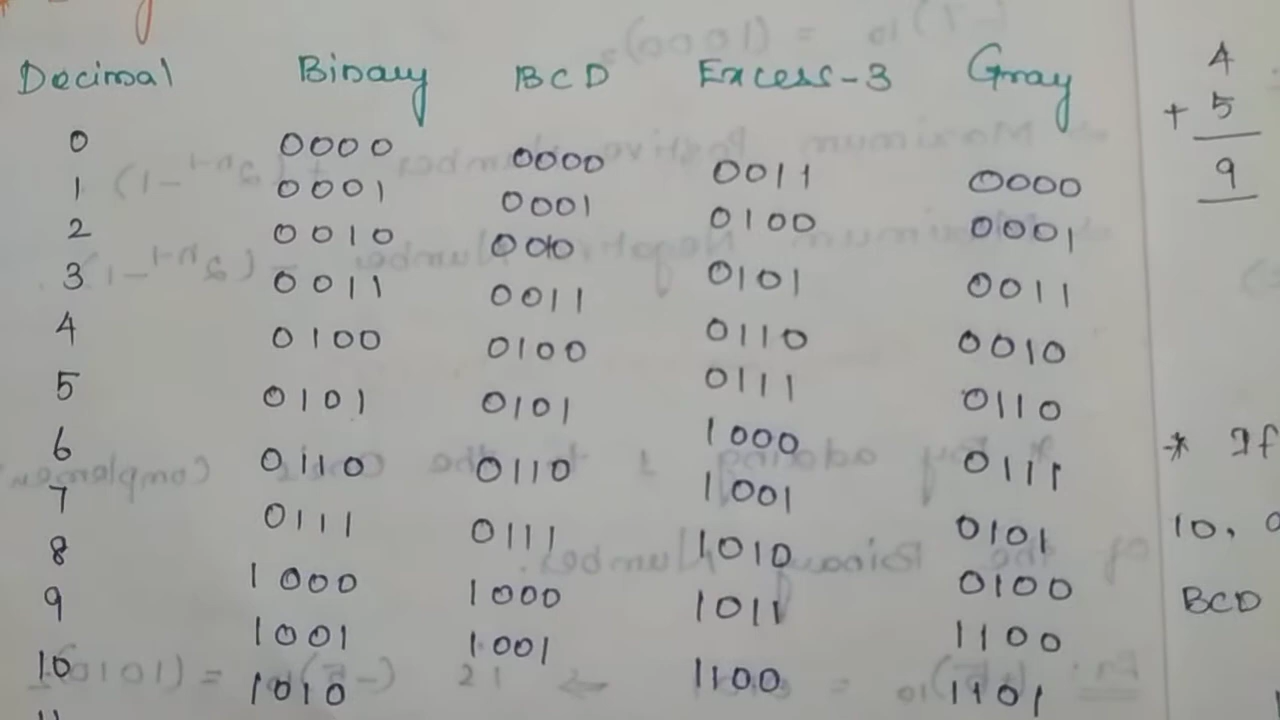 Decimal Binary BCD Excess-3 Gray
0 0000 0000 0011 0000
1 0001 0001 0100 0001
2 0010 0010 0101 0011
3 0011 0011 0110 0010
4 0100 0100 0111 0110
5 0101 0101 1000 0111
6 0110 0110 1001 0101
7 0111 0111 1010 0100
8 1000 1000 1011 1100
9 1001 1001 1100 1101
10 1010
4
+ 5
9
* If
10,
BCD